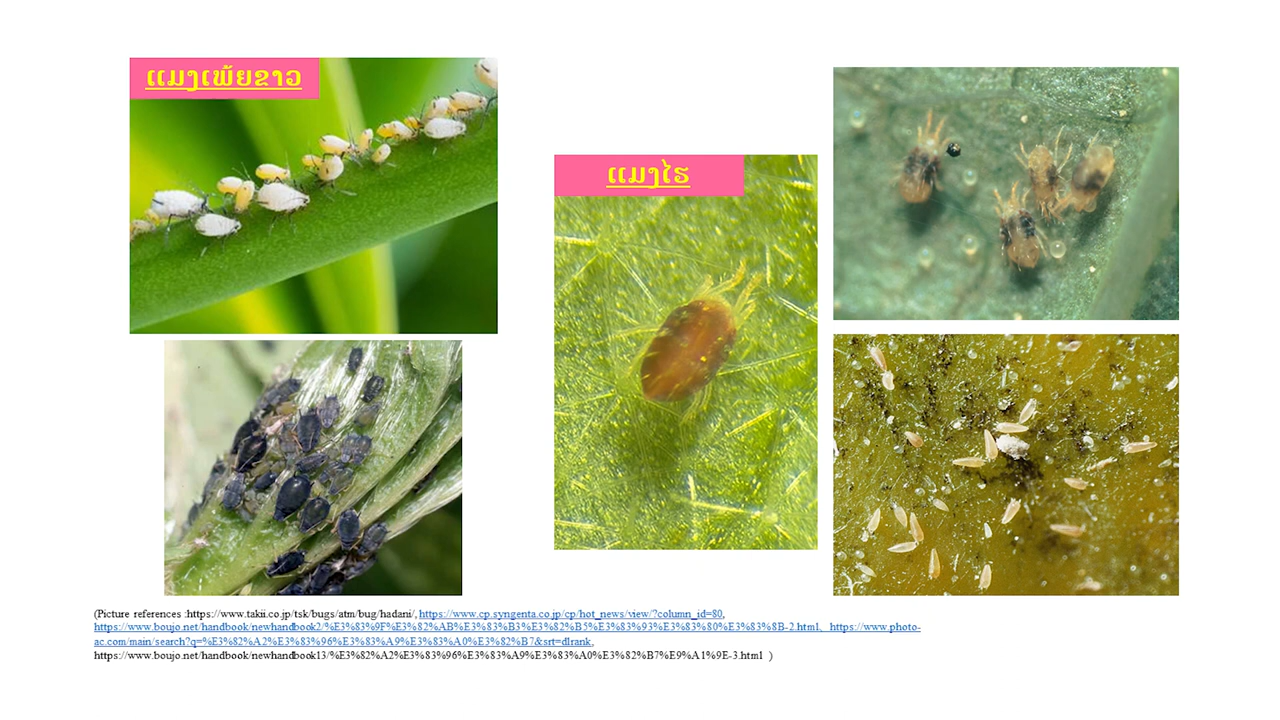 ແມງເພ້ຍຂາວ
ແມງໄຮ
(Picture references :https://www.takii.co.jp/tsk/bugs/atm/bug/hadani/, https://www.cp.syngenta.co.jp/cp/hot_news/view/?column_id=80,
https://www.boujo.net/handbook/newhandbook2/%E3%83%9F%E3%82%AB%E3%83%B3%E3%82%B5%E3%83%93%E3%83%80%E3%83%8B-2.html、https://www.photo-
ac.com/main/search?q=%E3%82%A2%E3%83%96%E3%83%A9%E3%83%A0%E3%82%B7&srt=dlrank,
https://www.boujo.net/handbook/newhandbook13/%E3%82%A2%E3%83%96%E3%83%A9%E3%83%A0%E3%82%B7%E9%A1%9E-3.html )